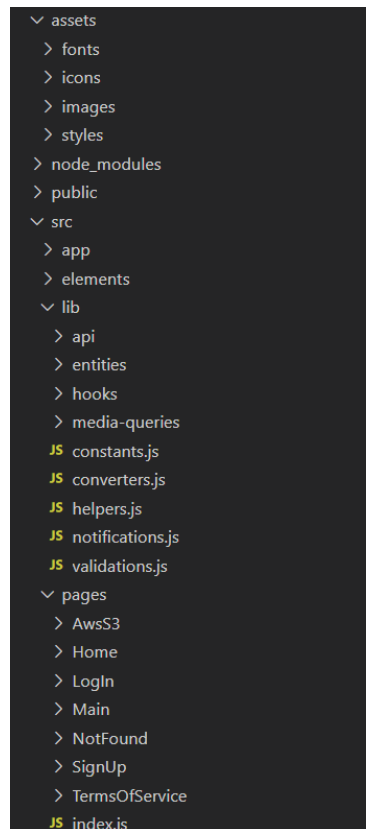 assets
fonts
icons
images
styles
node_modules
public
src
app
elements
lib
api
entities
hooks
media-queries
JS constants.js
JS converters.js
JS helpers.js
JS notifications.js
JS validations.js
pages
AwsS3
Home
LogIn
Main
NotFound
SignUp
TermsOfService
JS index.js